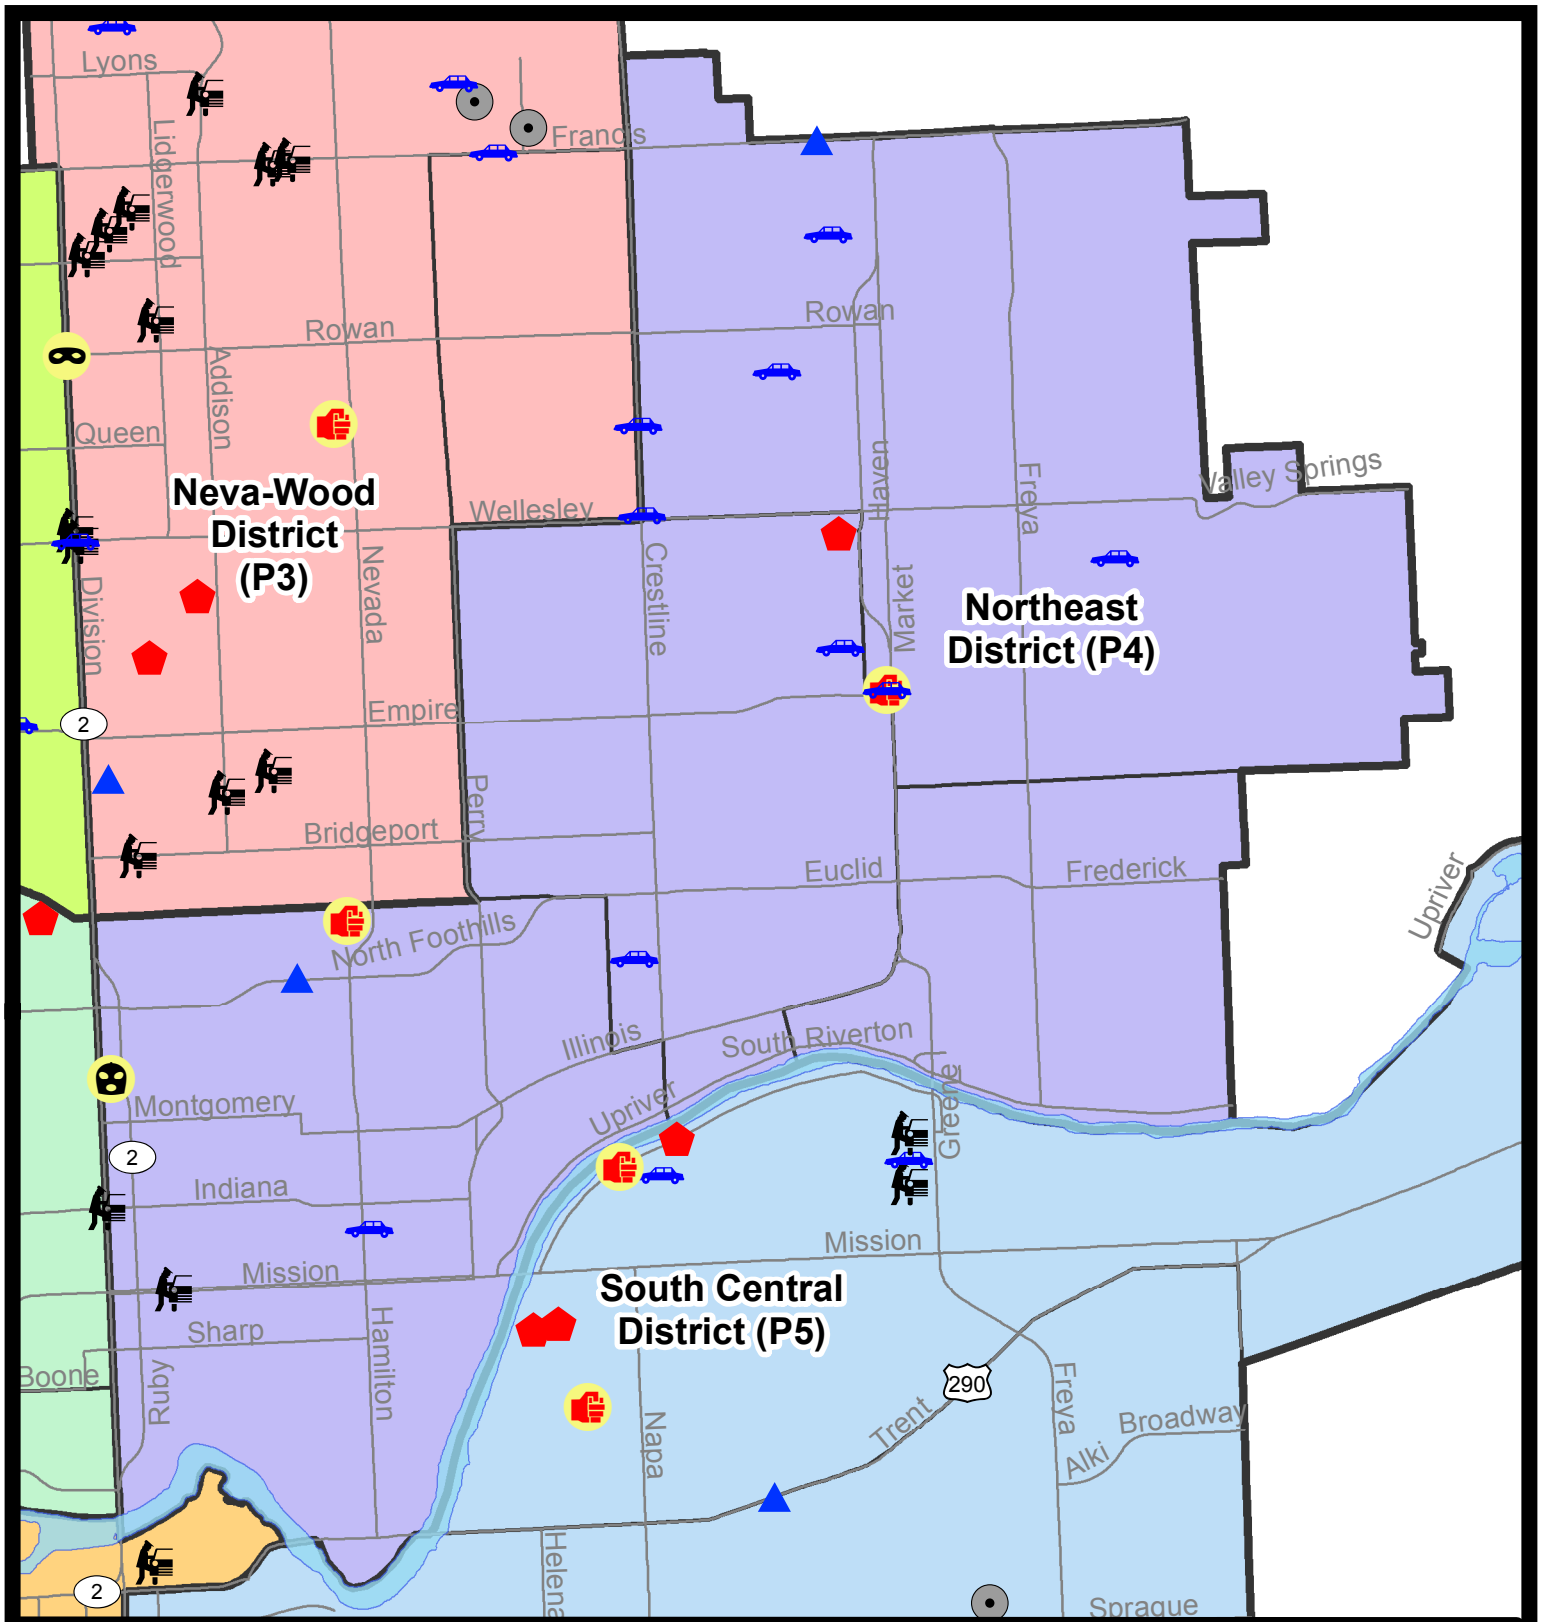 Lyons
Lidgerwood
Francis
Rowan
Rowan
Addison
Queen
Haven
Freya
Valley Springs
Neva-Wood
District
(P3)
Wellesley
Nevada
Crestline
Division
Market
Northeast
District (P4)
Empire
2
Perry
Bridgeport
Euclid
Frederick
Upriver
North Foothills
Illinois
South Riverton
Upriver
Greene
Montgomery
2
Indiana
Mission
Mission
South Central
District (P5)
Sharp
Hamilton
Boone
Ruby
290
Freya
Napa
Trent
Broadway
Alki
Helena
2
Sprague